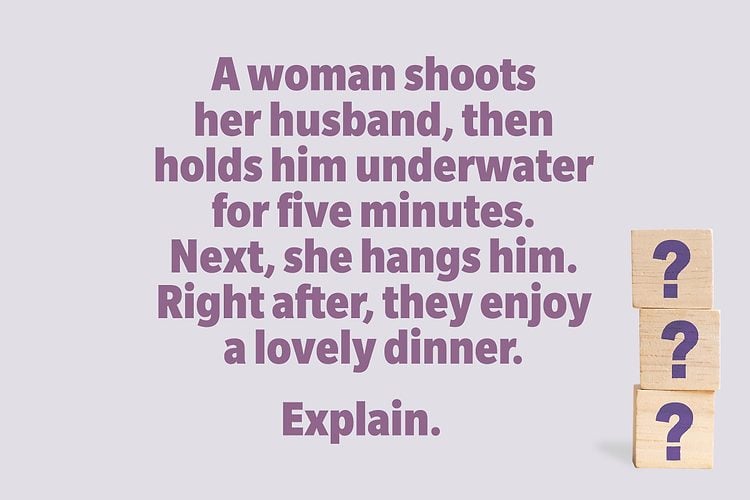 A woman shoots
her husband, then
holds him underwater
for five minutes.
Next, she hangs him.
Right after, they enjoy
a lovely dinner.
Explain.
?
?
?